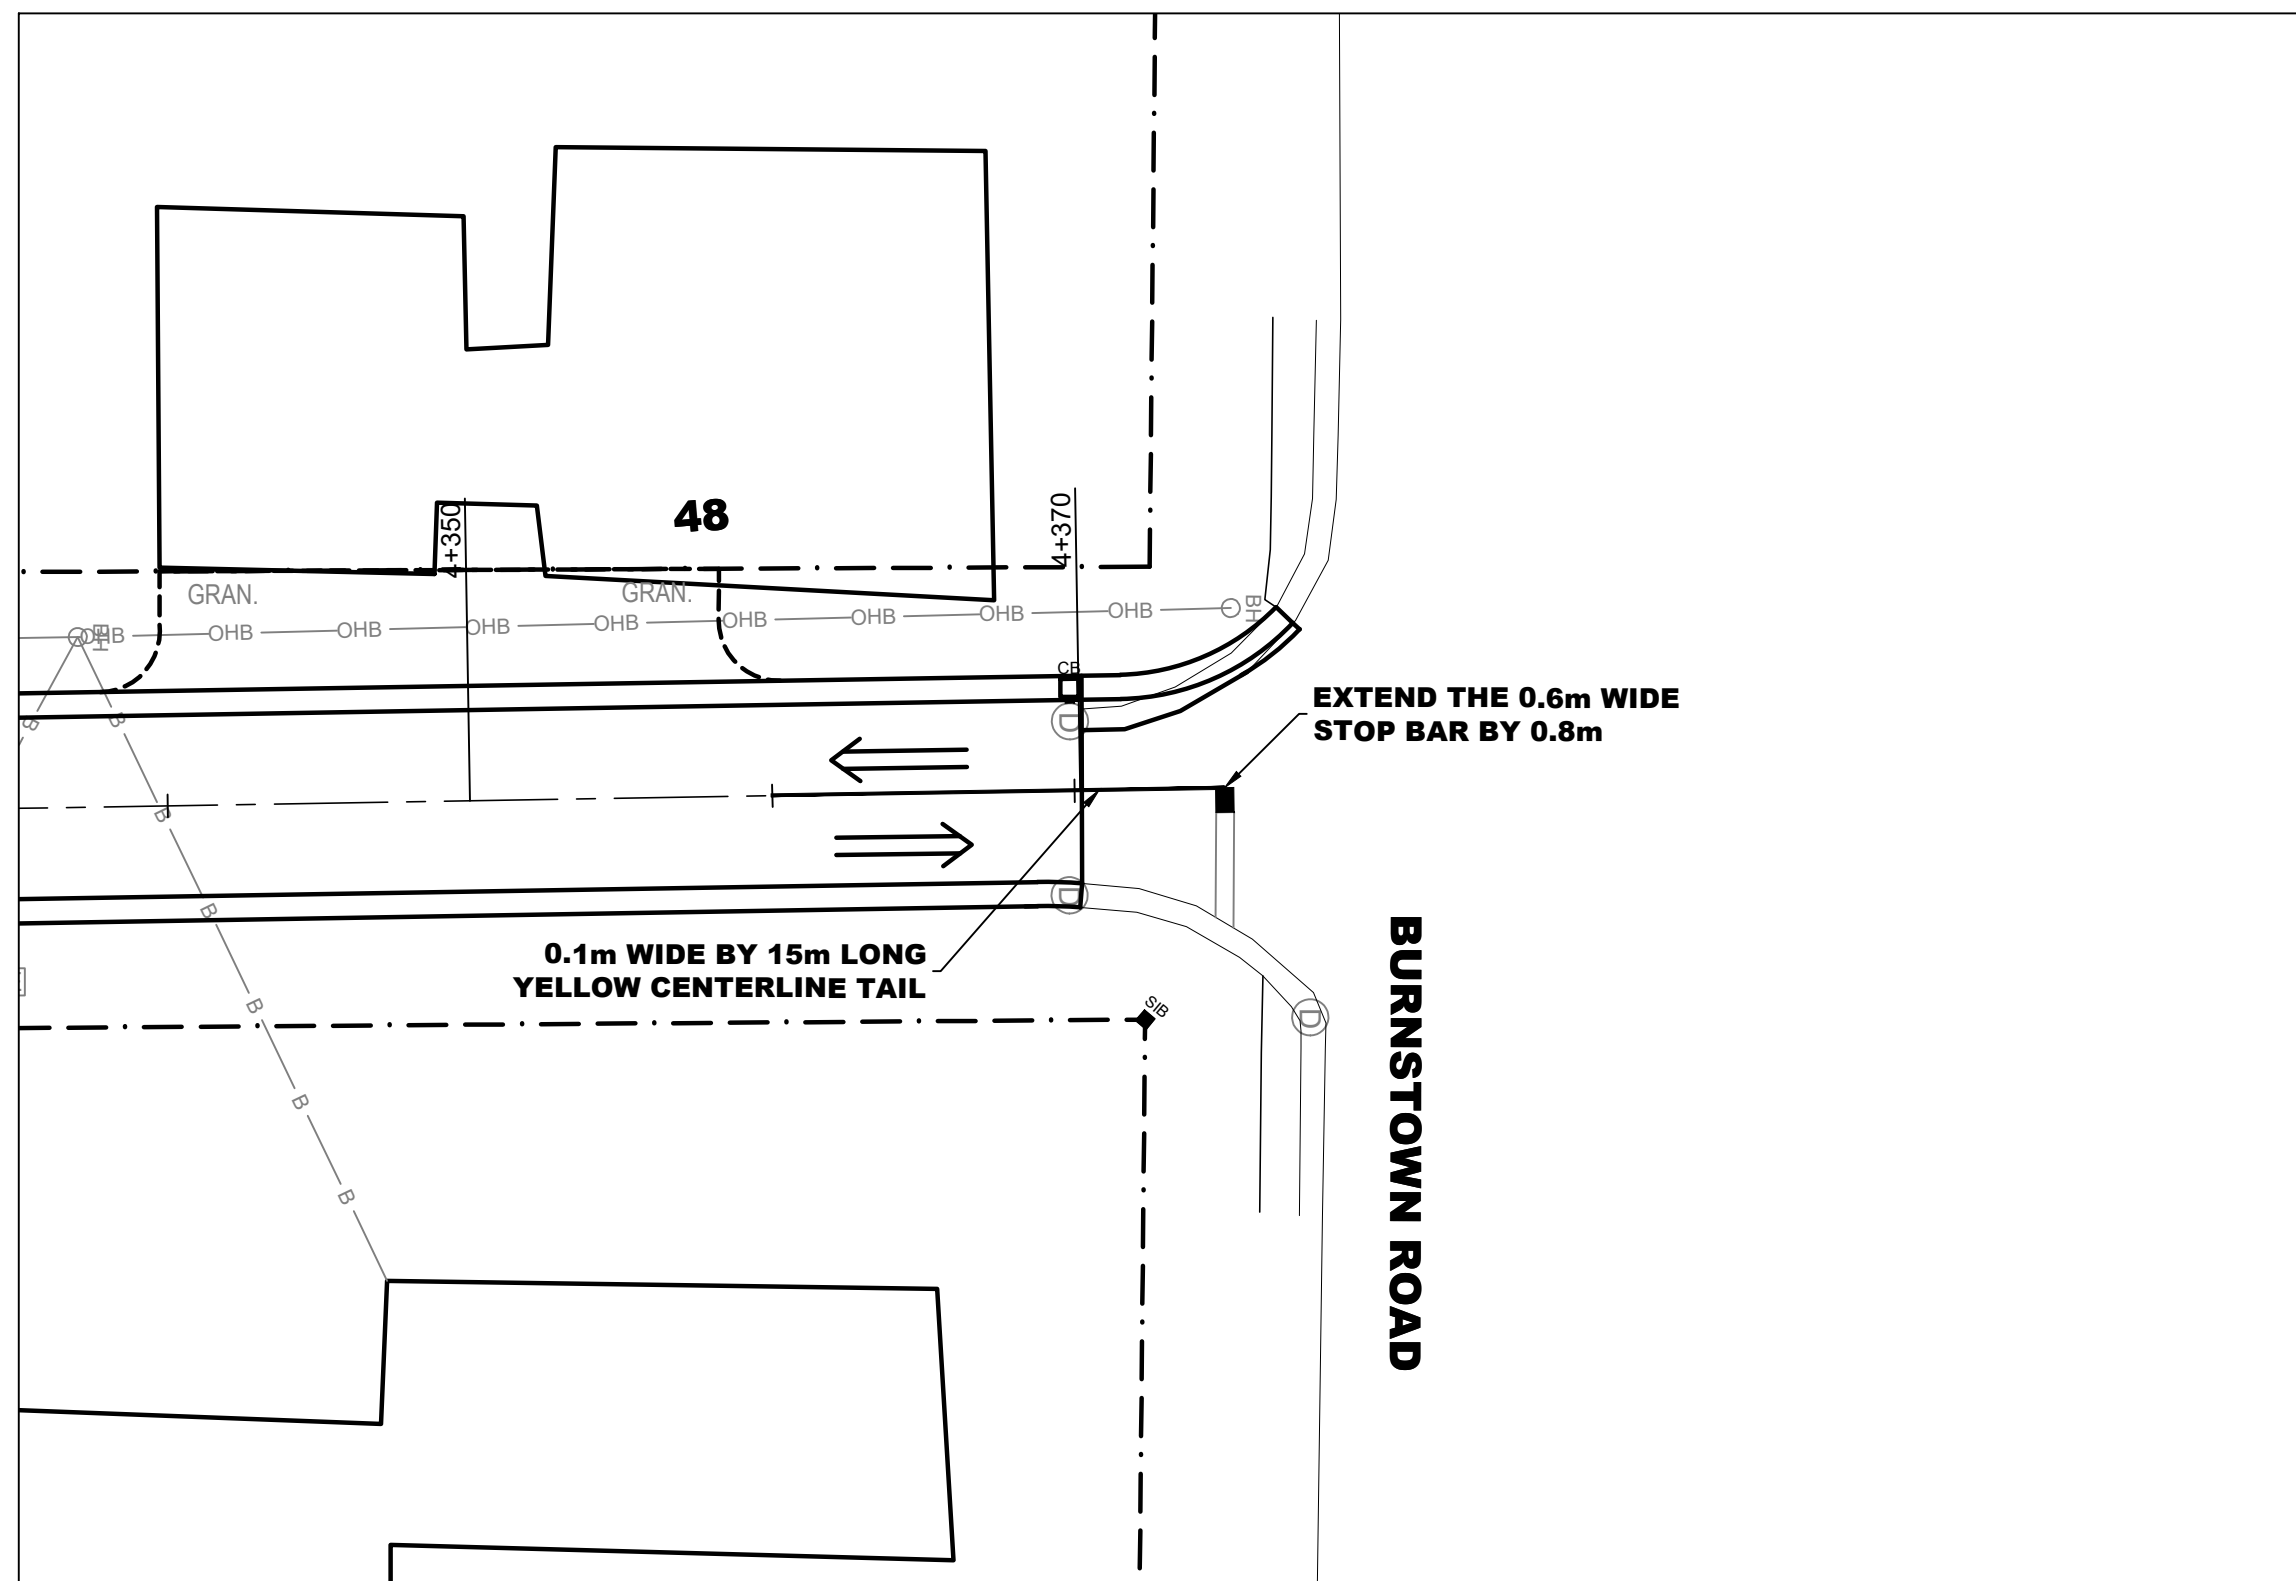 48
4+350
4+370
GRAN.
GRAN.
BH
OHB
OHB
OHB
OHB
OHB
OHB
OHB
OHB
OHB
BH
CB
D
EXTEND THE 0.6m WIDE
STOP BAR BY 0.8m
B
B
B
B
D
0.1m WIDE BY 15m LONG
YELLOW CENTERLINE TAIL
BURNSTOWN ROAD
SIB
D
B
B
B